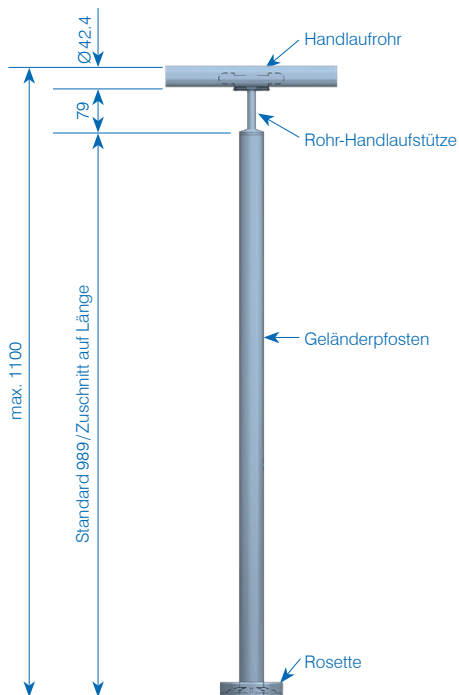 Ø42.4
Handlaufrohr
79
Rohr-Handlaufstütze
Geländerpfosten
max. 1100
Standard 989/Zuschnitt auf Länge
Rosette